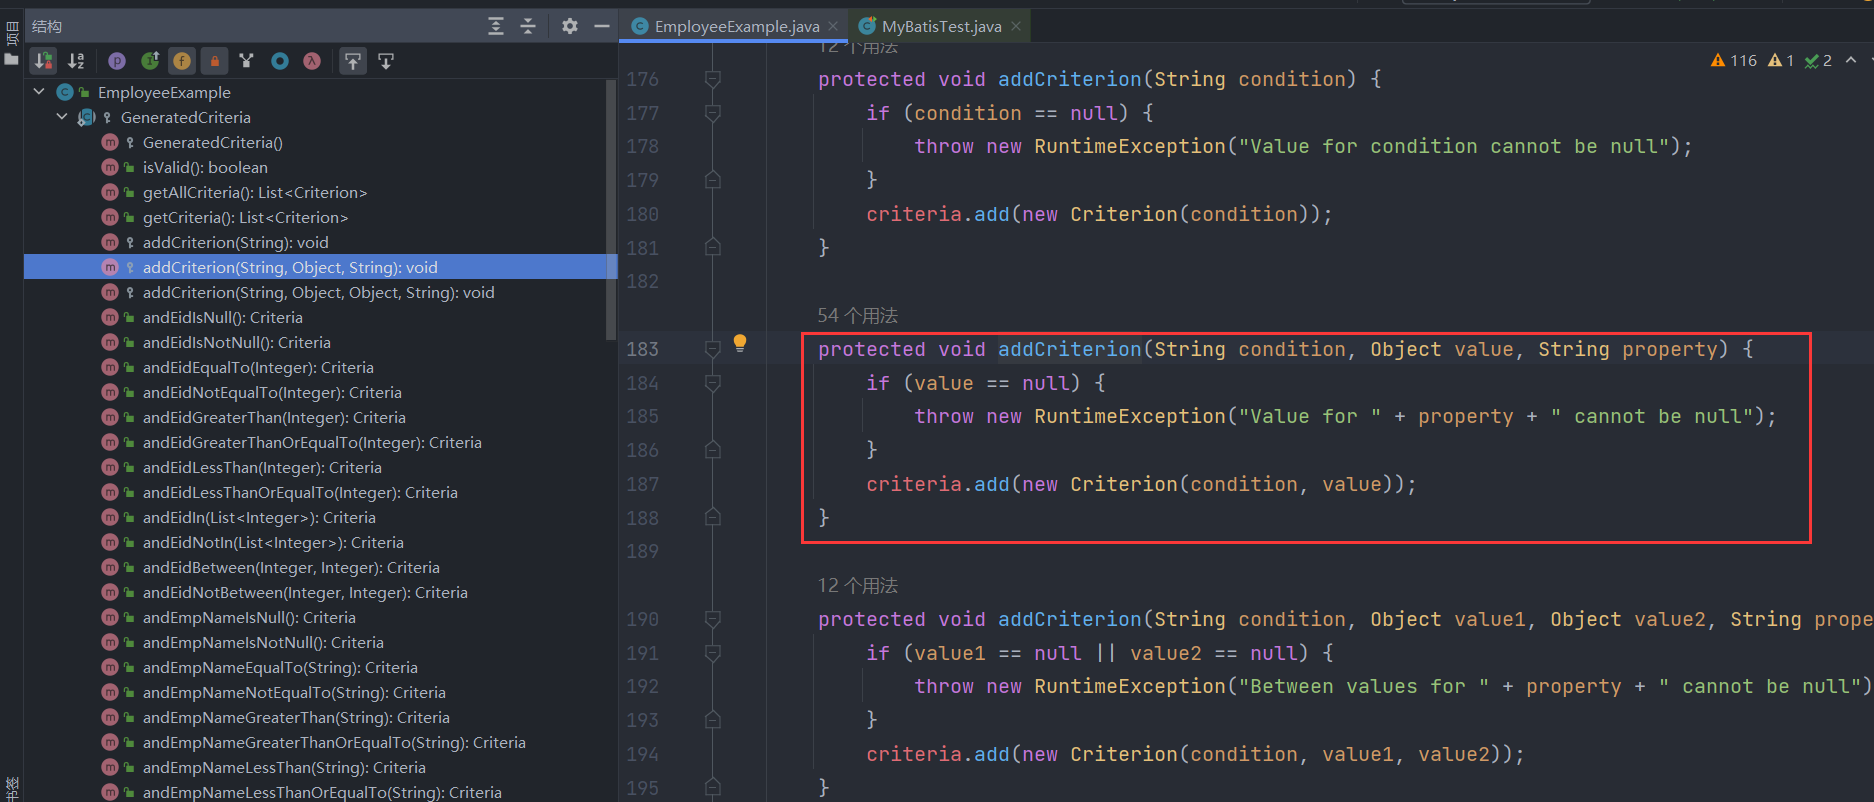 项目
结构
EmployeeExample.java
MyBatisTest.java
116
1
2
EmployeeExample
GeneratedCriteria
GeneratedCriteria()
isValid(): boolean
getAllCriteria(): List<Criterion>
getCriteria(): List<Criterion>
addCriterion(String): void
addCriterion(String, Object, String): void
addCriterion(String, Object, Object, String): void
andEidIsNull(): Criteria
andEidIsNotNull(): Criteria
andEidEqualTo(Integer): Criteria
andEidNotEqualTo(Integer): Criteria
andEidGreaterThan(Integer): Criteria
andEidGreaterThanOrEqualTo(Integer): Criteria
andEidLessThan(Integer): Criteria
andEidLessThanOrEqualTo(Integer): Criteria
andEidIn(List<Integer>): Criteria
andEidNotIn(List<Integer>): Criteria
andEidBetween(Integer, Integer): Criteria
andEidNotBetween(Integer, Integer): Criteria
andEmpNameIsNull(): Criteria
andEmpNameIsNotNull(): Criteria
andEmpNameEqualTo(String): Criteria
andEmpNameNotEqualTo(String): Criteria
andEmpNameGreaterThan(String): Criteria
andEmpNameGreaterThanOrEqualTo(String): Criteria
andEmpNameLessThan(String): Criteria
andEmpNameLessThanOrEqualTo(String): Criteria
书签
12 个用法
176 protected void addCriterion(String condition) {
177 if (condition == null) {
178 throw new RuntimeException("Value for condition cannot be null");
179 }
180 criteria.add(new Criterion(condition));
181 }
182
54 个用法
183 protected void addCriterion(String condition, Object value, String property) {
184 if (value == null) {
185 throw new RuntimeException("Value for " + property + " cannot be null");
186 }
187 criteria.add(new Criterion(condition, value));
188 }
189
12 个用法
190 protected void addCriterion(String condition, Object value1, Object value2, String prope
191 if (value1 == null || value2 == null) {
192 throw new RuntimeException("Between values for " + property + " cannot be null")
193 }
194 criteria.add(new Criterion(condition, value1, value2));
195 }